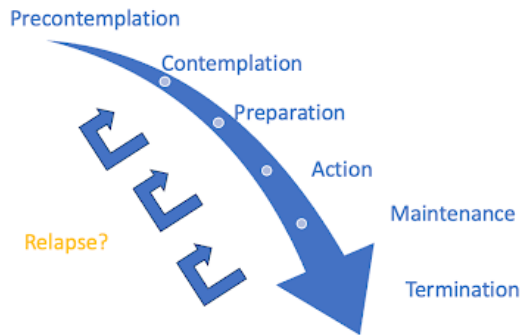 Precontemplation
Contemplation
Preparation
Action
Maintenance
Relapse?
Termination